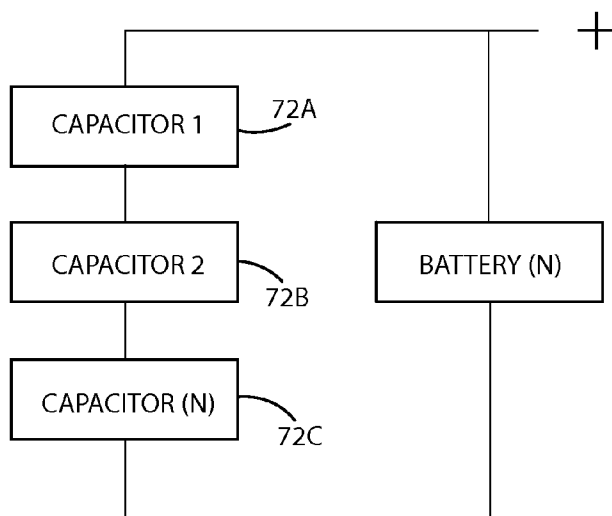 +
CAPACITOR 1
72A
CAPACITOR 2
72B
BATTERY (N)
CAPACITOR (N)
72C